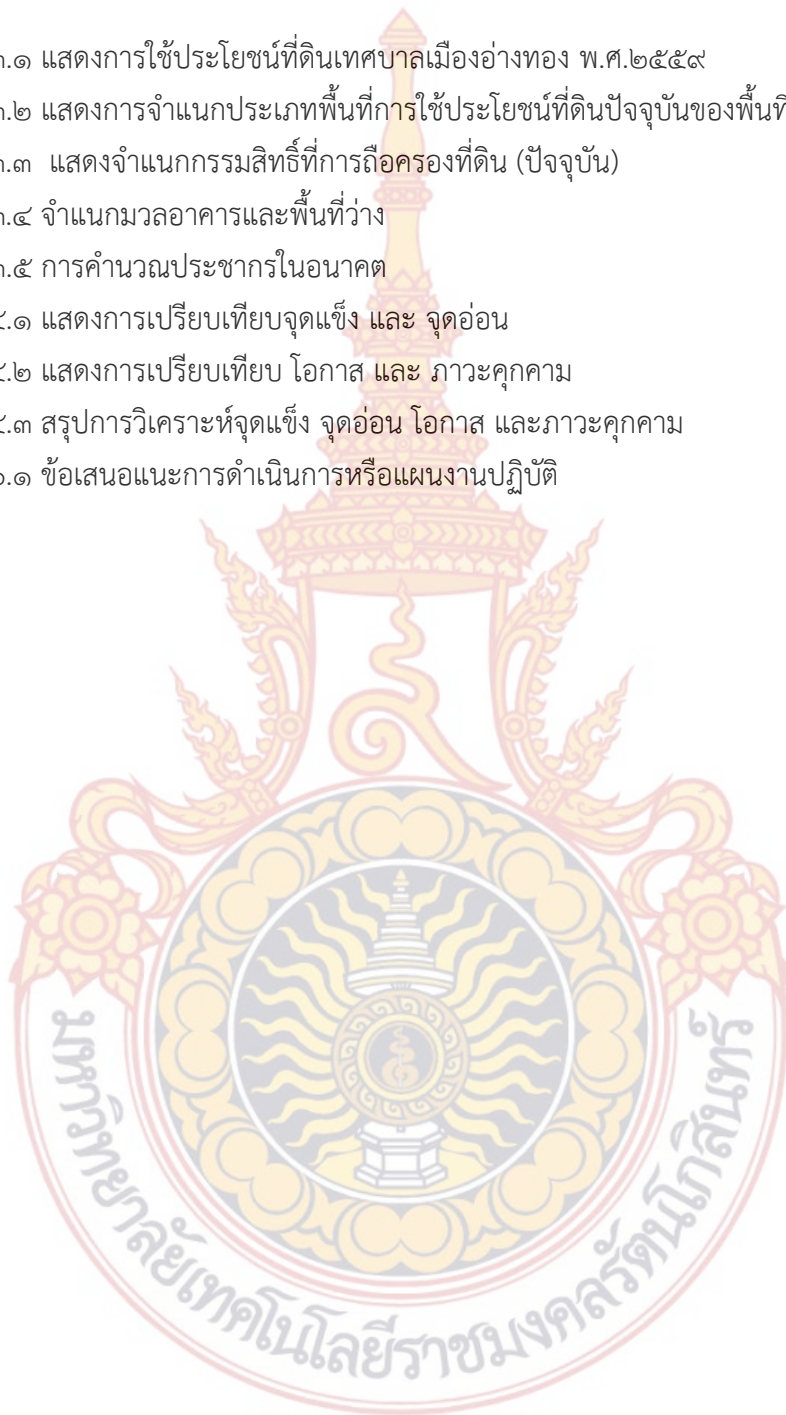 .๑ แสดงการใช้ประโยชน์ที่ดินเทศบาลเมืองอ่างทอง พ.ศ.๒๕๕๙
.๒ แสดงการจำแนกประเภทพื้นที่การใช้ประโยชน์ที่ดินปัจจุบันของพื้นที
.๓ แสดงจำแนกกรรมสิทธิ์ที่การถือครองที่ดิน (ปัจจุบัน)
.๔ จำแนกมวลอาคารและพื้นที่ว่าง
.๕ การคำนวณประชากรในอนาคต
.๑ แสดงการเปรียบเทียบจุดแข็ง และ จุดอ่อน
.๒ แสดงการเปรียบเทียบ โอกาส และ ภาวะคุกคาม
.๓ สรุปการวิเคราะห์จุดแข็ง จุดอ่อน โอกาส และภาวะคุกคาม
.๑ ข้อเสนอแนะการดำเนินการหรือแผนงานปฏิบัติ
มหาวิทยาลัยเทคโนโลยีราชมงคลรัตนโกสินทร์